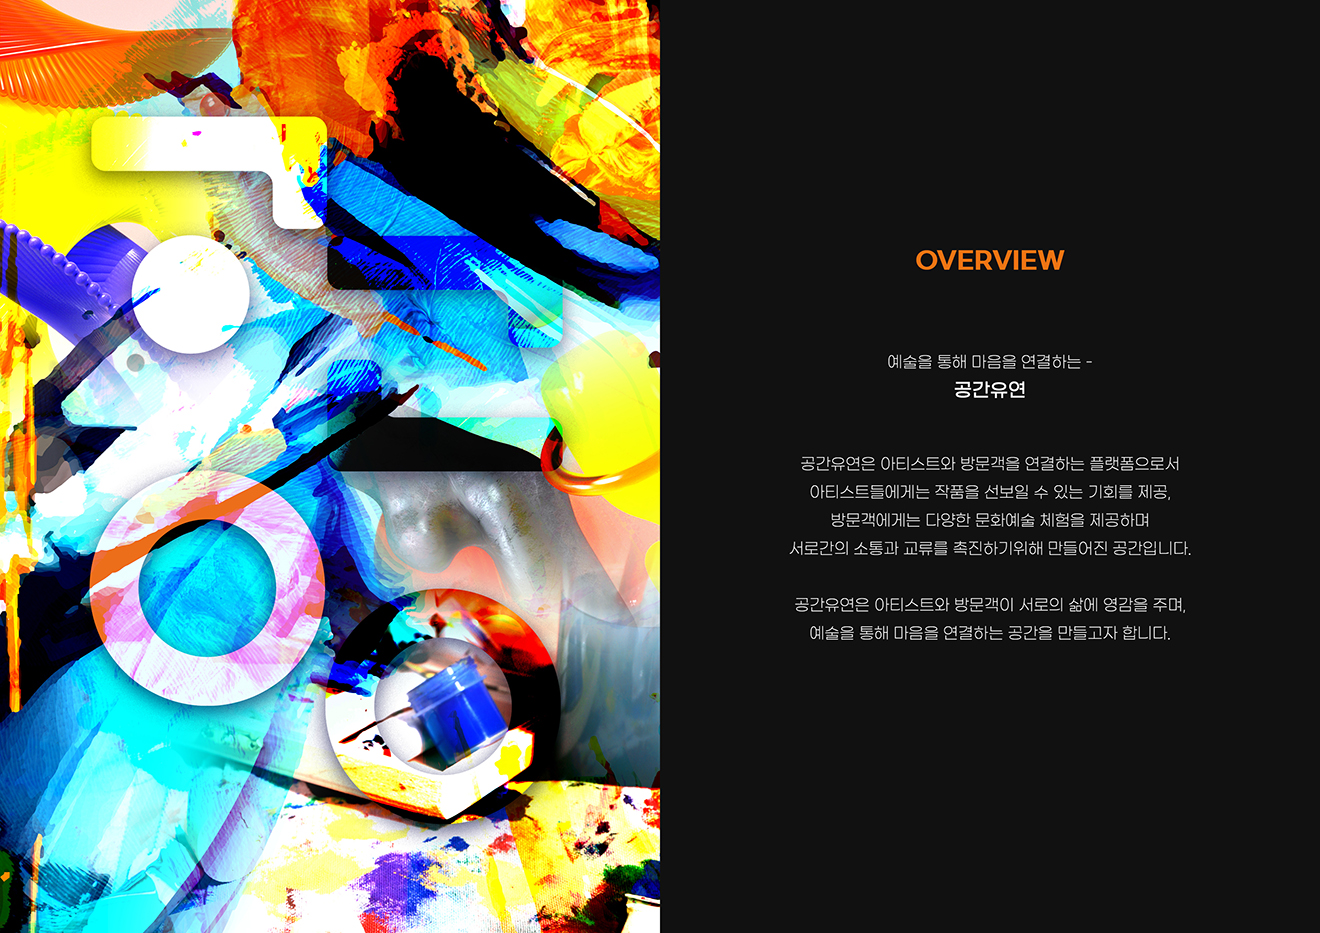 OVERVIEW
예술을 통해 마음을 연결하는 -
공간유연
공간유연은 아티스트와 방문객을 연결하는 플랫폼으로서
아티스트들에게는 작품을 선보일 수 있는 기회를 제공,
방문객에게는 다양한 문화예술 체험을 제공하며
서로간의 소통과 교류를 촉진하기위해 만들어진 공간입니다.
공간유연은 아티스트와 방문객이 서로의 삶에 영감을 주며,
예술을 통해 마음을 연결하는 공간을 만들고자 합니다.